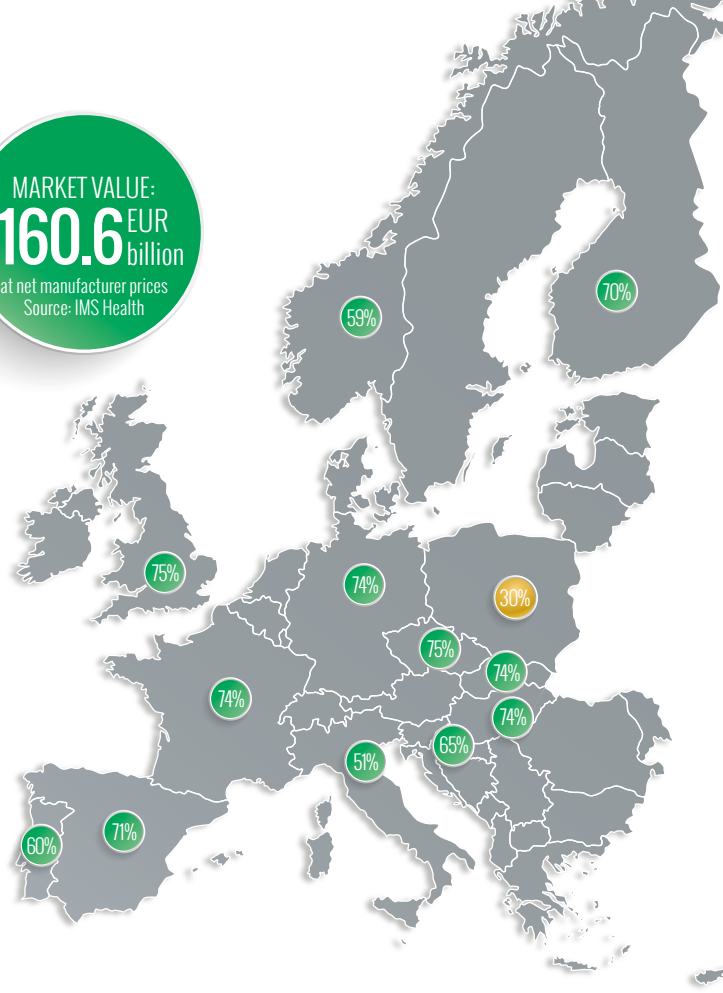 MARKET VALUE:
160.6 EUR
billion
at net manufacturer prices
Source: IMS Health
70%
59%
75%
74%
30%
75%
74%
74%
74%
65%
51%
71%
60%